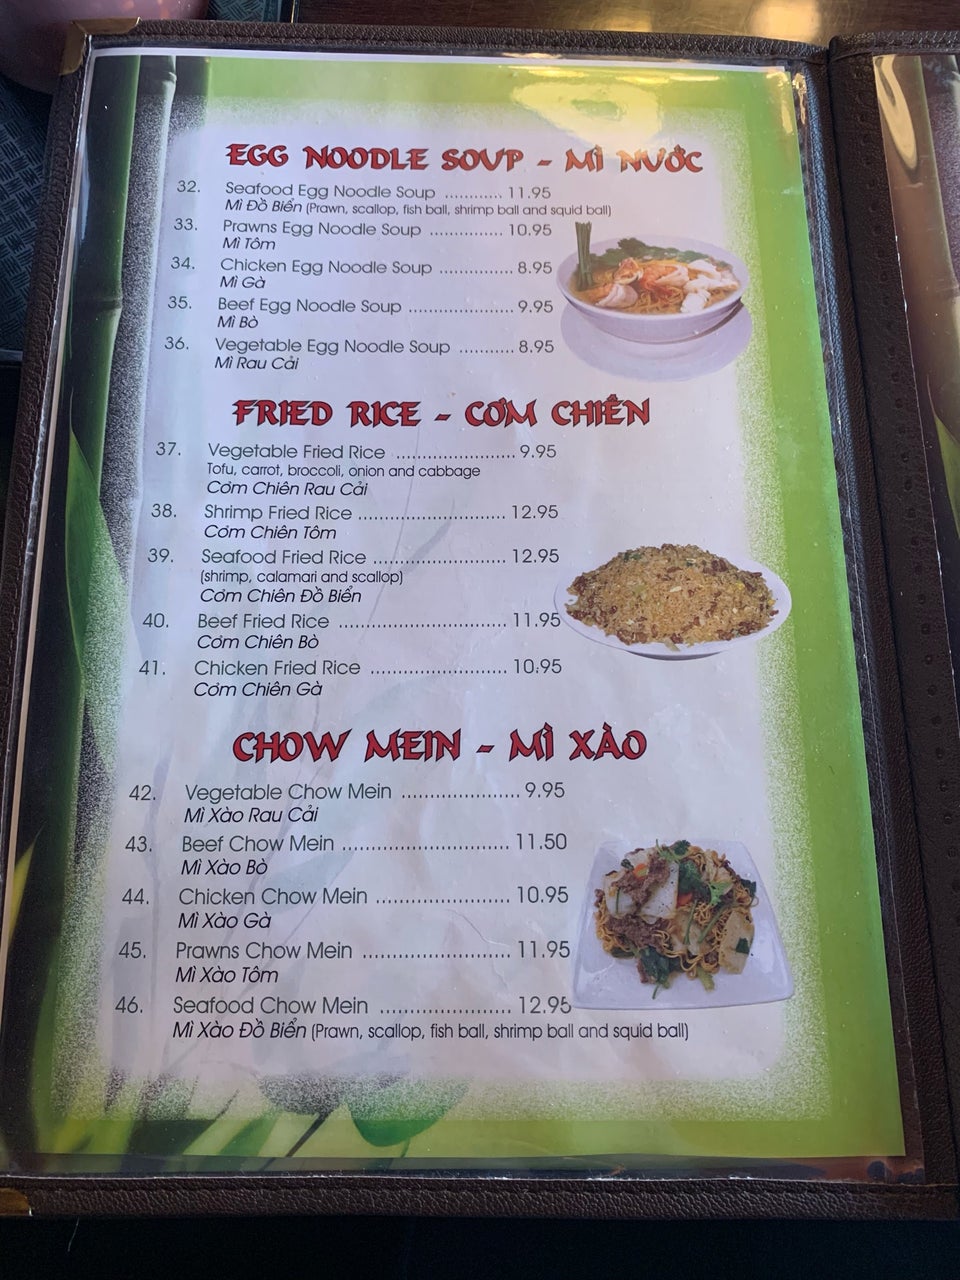 EGG NOODLE SOUP - MÌ NƯỚC
32. Seafood Egg Noodle Soup ............ 11.95
Mì Đồ Biển (Prawn, scallop, fish ball, shrimp ball and squid ball)
33. Prawns Egg Noodle Soup ............... 10.95
Mì Tôm
34. Chicken Egg Noodle Soup ............... 8.95
Mì Gà
35. Beef Egg Noodle Soup ..................... 9.95
Mì Bò
36. Vegetable Egg Noodle Soup ........... 8.95
Mì Rau Cải
FRIED RICE - CƠM CHIÊN
37. Vegetable Fried Rice ....................... 9.95
Tofu, carrot, broccoli, onion and cabbage
Cơm Chiên Rau Cải
38. Shrimp Fried Rice ............................ 12.95
Cơm Chiên Tôm
39. Seafood Fried Rice ......................... 12.95
(shrimp, calamari and scallop)
Cơm Chiên Đồ Biển
40. Beef Fried Rice ................................ 11.95
Cơm Chiên Bò
41. Chicken Fried Rice .......................... 10.95
Cơm Chiên Gà
CHOW MEIN - MÌ XÀO
42. Vegetable Chow Mein ..................... 9.95
Mì Xào Rau Cải
43. Beef Chow Mein .............................. 11.50
Mì Xào Bò
44. Chicken Chow Mein ....................... 10.95
Mì Xào Gà
45. Prawns Chow Mein ......................... 11.95
Mì Xào Tôm
46. Seafood Chow Mein ...................... 12.95
Mì Xào Đồ Biển (Prawn, scallop, fish ball, shrimp ball and squid ball)